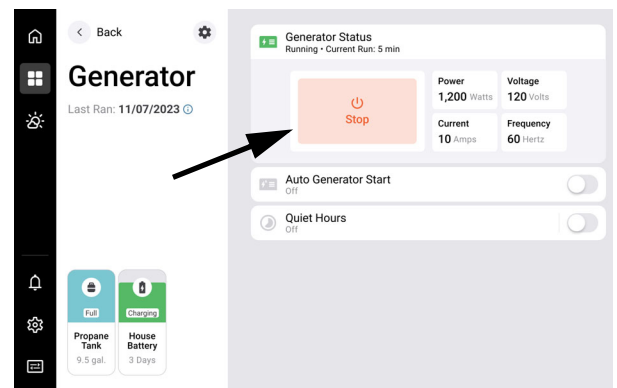 Back
Generator
Last Ran: 11/07/2023
Generator Status
Running • Current Run: 5 min
Stop
Power
1,200 Watts
Voltage
120 Volts
Current
10 Amps
Frequency
60 Hertz
Auto Generator Start
Off
Quiet Hours
Off
Full
Propane
Tank
9.5 gal.
Charging
House
Battery
3 Days